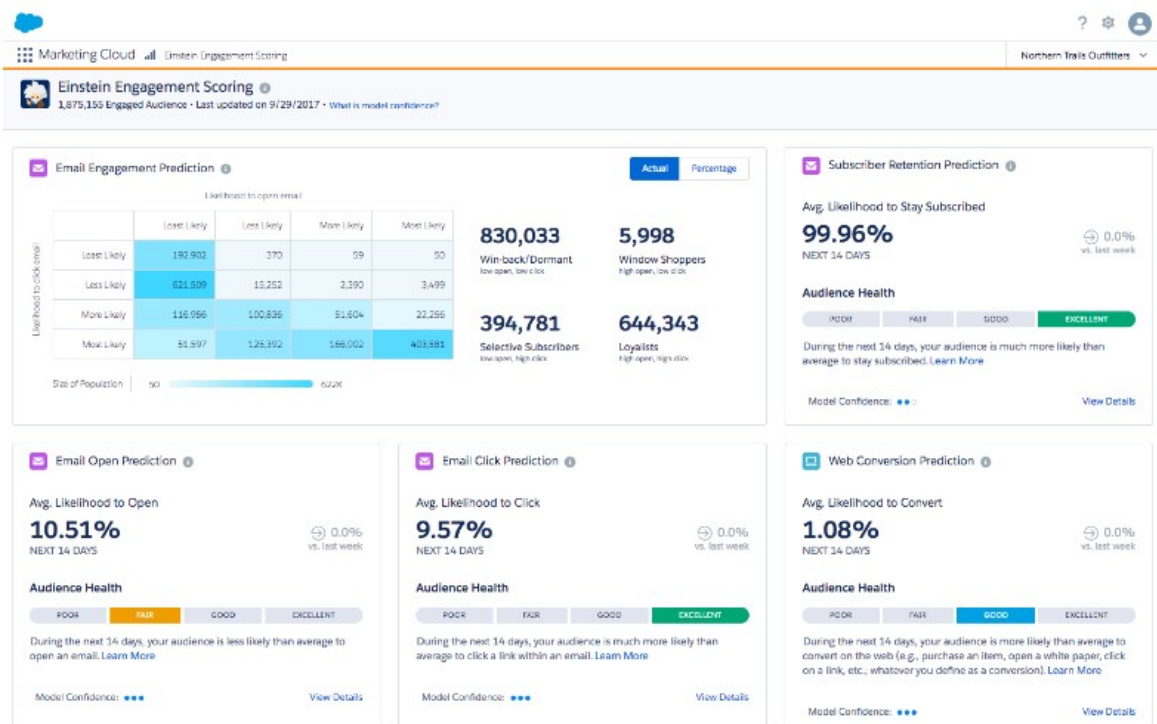 Marketing Cloud Einstein Engagement Scoring
Northern Trails Outfitters
Einstein Engagement Scoring
1,875,155 Engaged Audience • Last updated on 9/29/2017 • What is model confidence?
Email Engagement Prediction
Actual Percentage
Likelihood to open email
Likelihood to click email
Least Likely Less Likely More Likely Most Likely
Least Likely 192,902 370 59 50
Less Likely 621,509 15,252 2,390 3,499
More Likely 116,956 100,836 51,604 22,256
Most Likely 51,597 125,392 166,902 403,581
Size of Population 50 622K
830,033
Win-back/Dormant
low open, low click
5,998
Window Shoppers
high open, low click
394,781
Selective Subscribers
low open, high click
644,343
Loyalists
high open, high click
Subscriber Retention Prediction
Avg. Likelihood to Stay Subscribed
99.96%
NEXT 14 DAYS
0.0%
vs. last week
Audience Health
POOR FAIR GOOD EXCELLENT
During the next 14 days, your audience is much more likely than
average to stay subscribed. Learn More
Model Confidence:
View Details
Email Open Prediction
Avg. Likelihood to Open
10.51%
NEXT 14 DAYS
0.0%
vs. last week
Audience Health
POOR FAIR GOOD EXCELLENT
During the next 14 days, your audience is less likely than average to
open an email. Learn More
Model Confidence:
View Details
Email Click Prediction
Avg. Likelihood to Click
9.57%
NEXT 14 DAYS
0.0%
vs. last week
Audience Health
POOR FAIR GOOD EXCELLENT
During the next 14 days, your audience is much more likely than
average to click a link within an email. Learn More
Model Confidence:
View Details
Web Conversion Prediction
Avg. Likelihood to Convert
1.08%
NEXT 14 DAYS
0.0%
vs. last week
Audience Health
POOR FAIR GOOD EXCELLENT
During the next 14 days, your audience is more likely than average to
convert on the web (e.g., purchase an item, open a white paper, click
on a link, etc., whatever you define as a conversion). Learn More
Model Confidence:
View Details